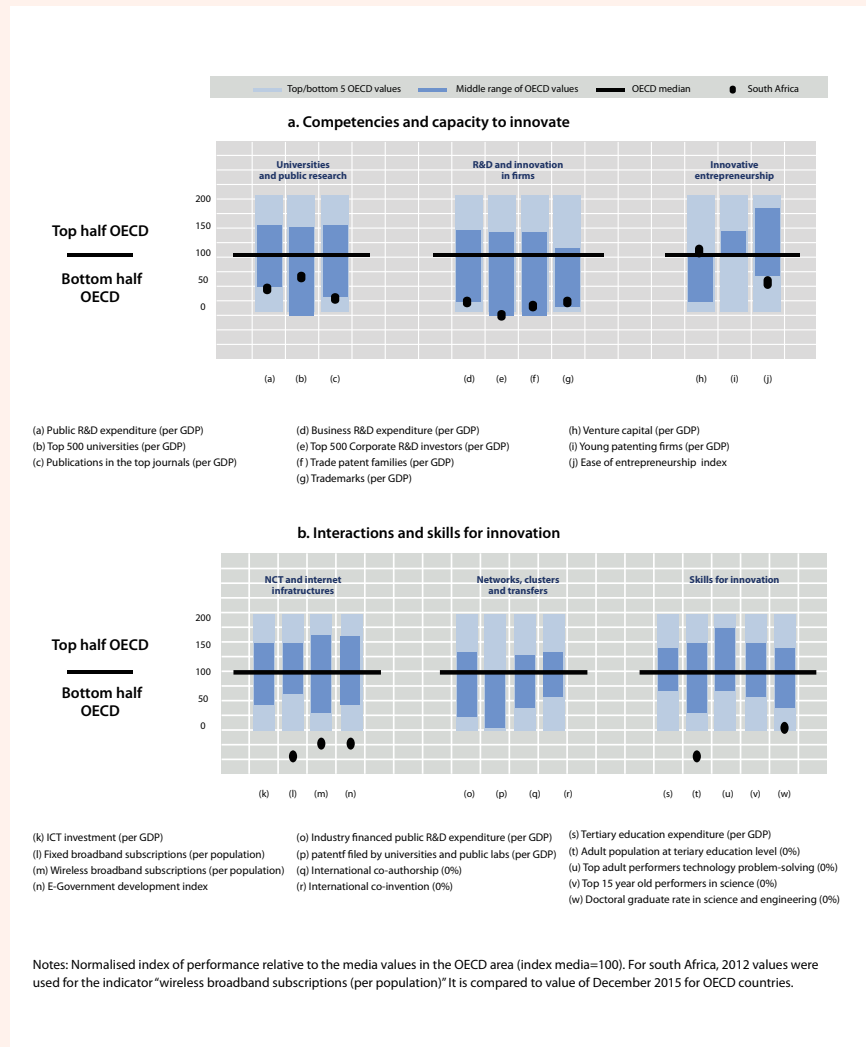 Top/bottom 5 OECD values Middle range of OECD values OECD median South Africa
a. Competencies and capacity to innovate
Universities
and public research
R&D and innovation
in firms
Innovative
entrepreneurship
200
150
100
50
0
Top half OECD
Bottom half
OECD
(a) (b) (c) (d) (e) (f) (g) (h) (i) (j)
(a) Public R&D expenditure (per GDP)
(b) Top 500 universities (per GDP)
(c) Publications in the top journals (per GDP)
(d) Business R&D expenditure (per GDP)
(e) Top 500 Corporate R&D investors (per GDP)
(f) Trade patent families (per GDP)
(g) Trademarks (per GDP)
(h) Venture capital (per GDP)
(i) Young patenting firms (per GDP)
(j) Ease of entrepreneurship index
b. Interactions and skills for innovation
NCT and internet
infratructures
Networks, clusters
and transfers
Skills for innovation
200
150
100
50
0
Top half OECD
Bottom half
OECD
(k) (l) (m) (n) (o) (p) (q) (r) (s) (t) (u) (v) (w)
(k) ICT investment (per GDP)
(l) Fixed broadband subscriptions (per population)
(m) Wireless broadband subscriptions (per population)
(n) E-Government development index
(o) Industry financed public R&D expenditure (per GDP)
(p) patentf filed by universities and public labs (per GDP)
(q) International co-authorship (0%)
(r) International co-invention (0%)
(s) Tertiary education expenditure (per GDP)
(t) Adult population at teriary education level (0%)
(u) Top adult performers technology problem-solving (0%)
(v) Top 15 year old performers in science (0%)
(w) Doctoral graduate rate in science and engineering (0%)
Notes: Normalised index of performance relative to the media values in the OECD area (index media=100). For south Africa, 2012 values were
used for the indicator “wireless broadband subscriptions (per population)” It is compared to value of December 2015 for OECD countries.